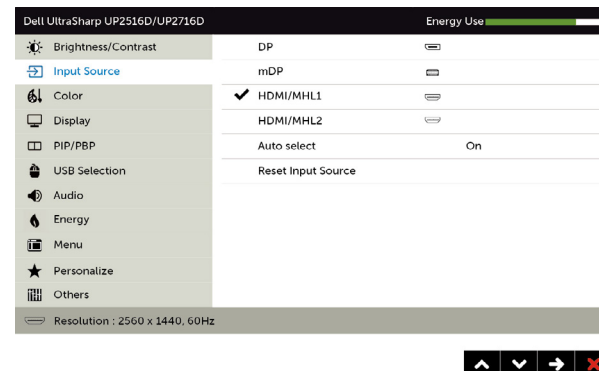 Dell UltraSharp UP2516D/UP2716D Energy Use
Brightness/Contrast DP
Input Source mDP
Color HDMI/MHL1
Display HDMI/MHL2
PIP/PBP Auto select On
USB Selection Reset Input Source
Audio
Energy
Menu
Personalize
Others
Resolution : 2560 x 1440, 60Hz